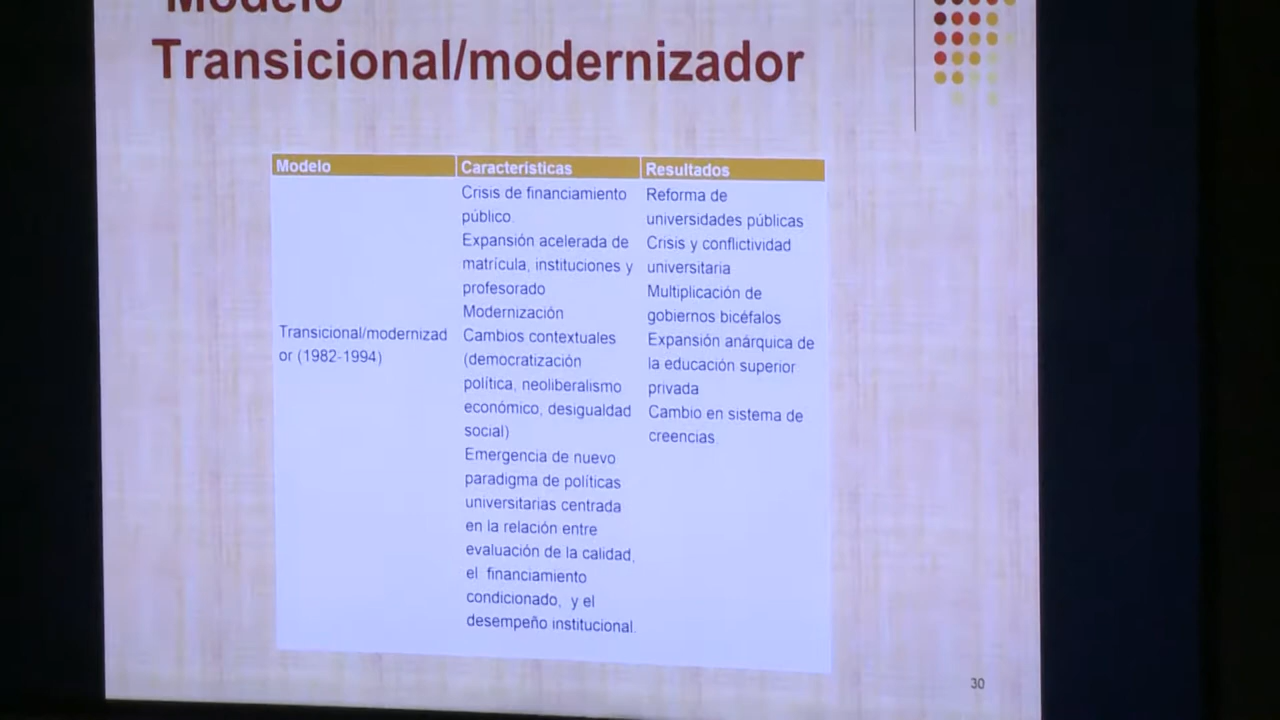 Modelo
Transicional/modernizador
Modelo
Características
Resultados
Transicional/modernizad
or (1982-1994)
Crisis de financiamiento
público.
Expansión acelerada de
matrícula, instituciones y
profesorado
Modernización
Cambios contextuales
(democratización
política, neoliberalismo
económico, desigualdad
social)
Emergencia de nuevo
paradigma de políticas
universitarias centrada
en la relación entre
evaluación de la calidad,
el financiamiento
condicionado, y el
desempeño institucional.
Reforma de
universidades públicas
Crisis y conflictividad
universitaria
Multiplicación de
gobiernos bicéfalos
Expansión anárquica de
la educación superior
privada
Cambio en sistema de
creencias
30